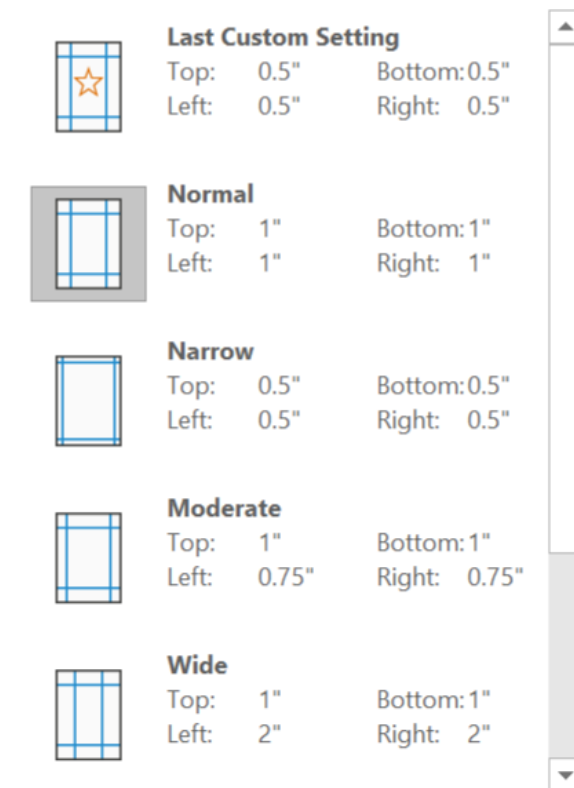 Last Custom Setting
Top: 0.5" Bottom: 0.5"
Left: 0.5" Right: 0.5"
Normal
Top: 1" Bottom: 1"
Left: 1" Right: 1"
Narrow
Top: 0.5" Bottom: 0.5"
Left: 0.5" Right: 0.5"
Moderate
Top: 1" Bottom: 1"
Left: 0.75" Right: 0.75"
Wide
Top: 1" Bottom: 1"
Left: 2" Right: 2"